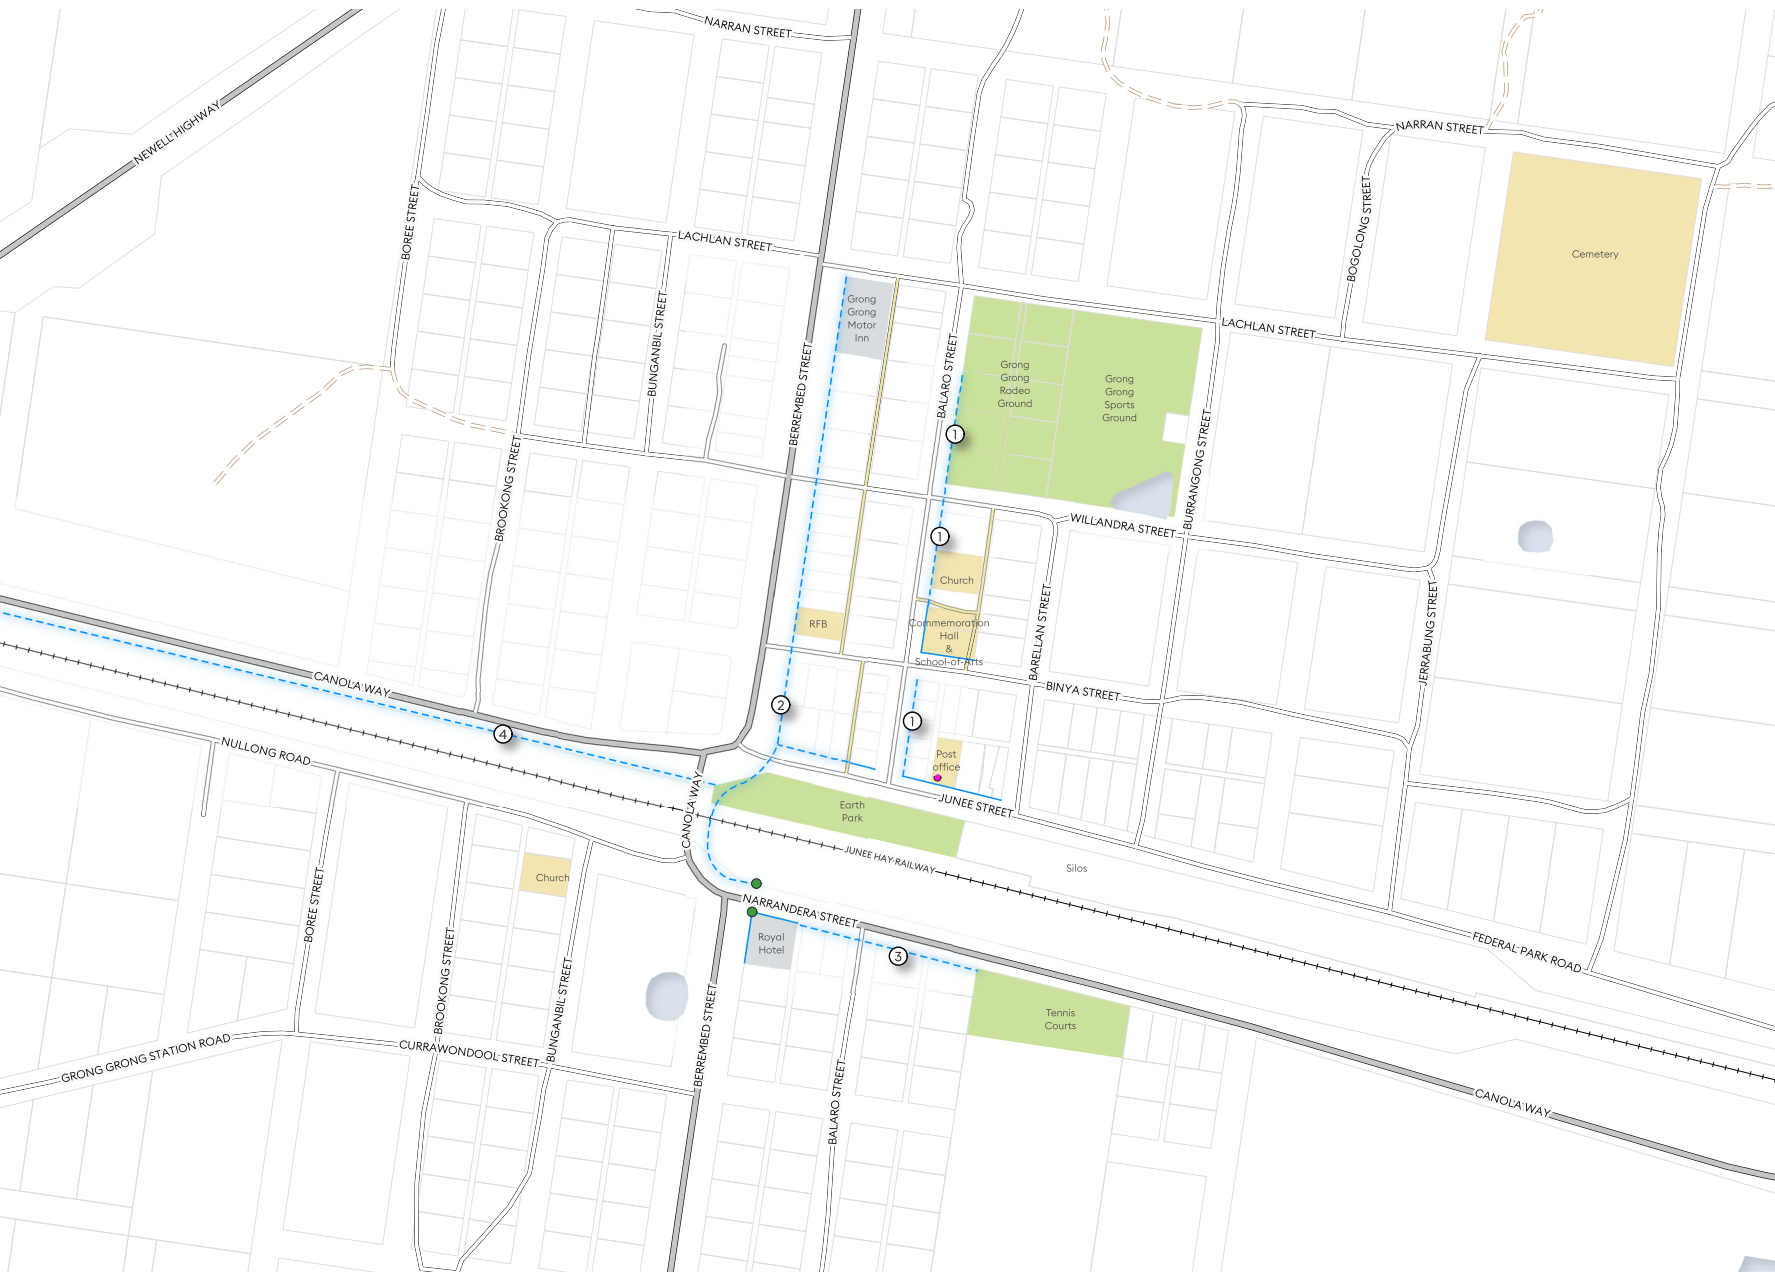 NARRAN STREET
NEWELL HIGHWAY
NARRAN STREET
BOREE STREET
LACHLAN STREET
BOGOLONG STREET
Cemetery
Grong
Grong
Motor
Inn
LACHLAN STREET
BUNGANBIL STREET
BERREMBED STREET
BALARO STREET
Grong
Grong
Rodeo
Ground
Grong
Grong
Sports
Ground
1
BURRANGONG STREET
BROOKONG STREET
WILLANDRA STREET
1
Church
RFB
Commemoration
Hall
&
School-of-Arts
BARELLAN STREET
JERRABUNG STREET
CANOLA WAY
BINYA STREET
2
1
4
NULLONG ROAD
Post
office
CANOLA WAY
Earth
Park
JUNEE STREET
JUNEE HAY RAILWAY
Silos
Church
BOREE STREET
NARRANDERA STREET
Royal
Hotel
3
FEDERAL PARK ROAD
BROOKONG STREET
BUNGANBIL STREET
BERREMBED STREET
Tennis
Courts
GRONG GRONG STATION ROAD
CURRAWONDOOL STREET
BALARO STREET
CANOLA WAY